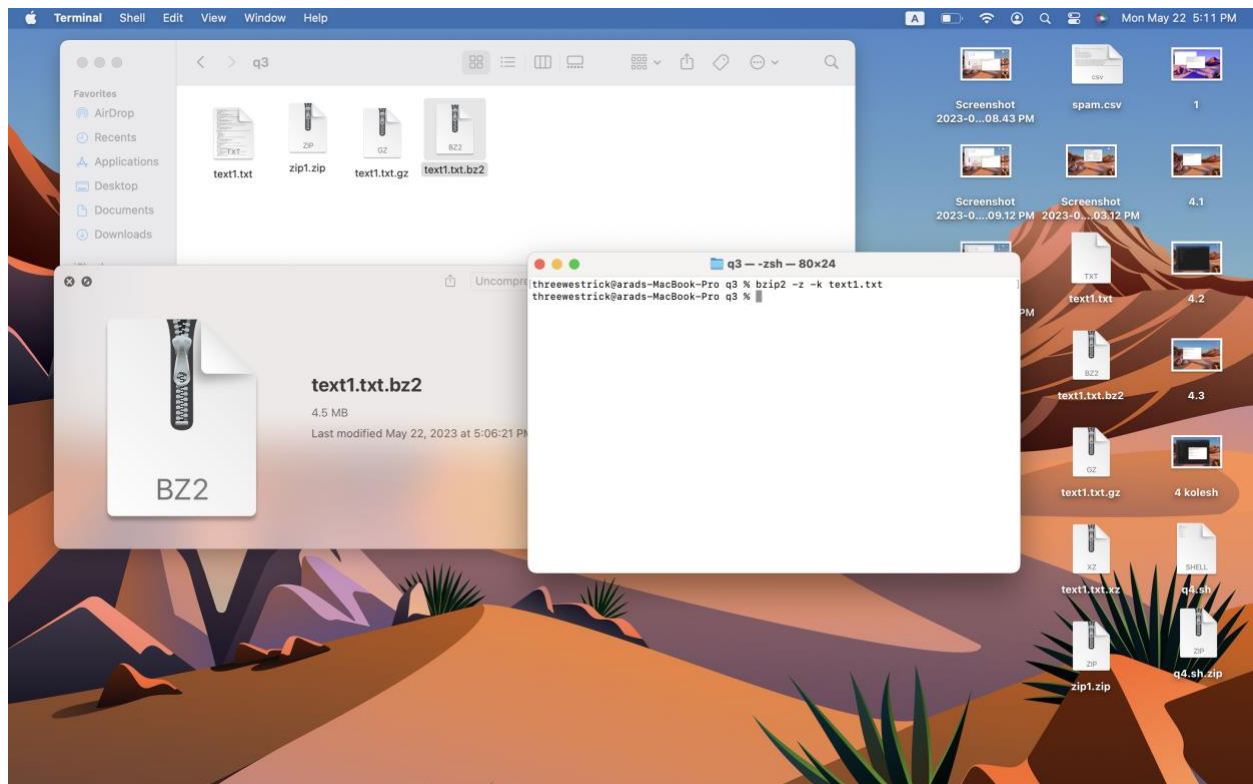 Terminal Shell Edit View Window Help
A
Mon May 22 5:11 PM
q3
Favorites
AirDrop
Recents
Applications
Desktop
Documents
Downloads
TXT
text1.txt
ZIP
zip1.zip
GZ
text1.txt.gz
BZ2
text1.txt.bz2
BZ2
text1.txt.bz2
4.5 MB
Last modified May 22, 2023 at 5:06:21 PM
q3 — -zsh — 80×24
threewestrick@arads-MacBook-Pro q3 % bzip2 -z -k text1.txt
threewestrick@arads-MacBook-Pro q3 %
Screenshot
2023-0...08.43 PM
CSV
spam.csv
1
Screenshot
2023-0....09.12 PM
Screenshot
2023-0...03.12 PM
4.1
PM
TXT
text1.txt
4.2
BZ2
text1.txt.bz2
4.3
GZ
text1.txt.gz
4 kolesh
XZ
text1.txt.xz
SHELL
q4.sh
ZIP
zip1.zip
ZIP
q4.sh.zip